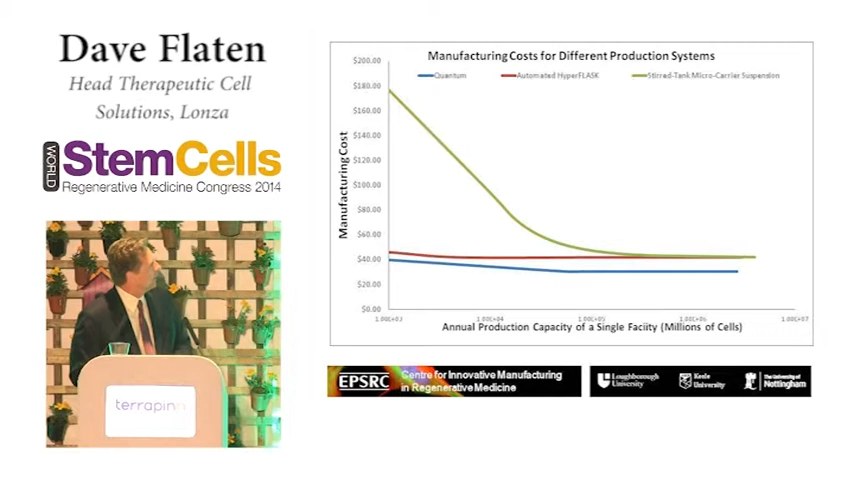 Dave Flaten
Head Therapeutic Cell
Solutions, Lonza
WORLD
StemCells
Regenerative Medicine Congress 2014
terrapinn
Manufacturing Costs for Different Production Systems
Quantum
Automated HyperFLASK
Stirred-Tank Micro-Carrier Suspension
Manufacturing Cost
$200.00
$180.00
$160.00
$140.00
$120.00
$100.00
$80.00
$60.00
$40.00
$20.00
$0.00
1.00E+03
1.00E+04
1.00E+05
1.00E+06
1.00E+07
Annual Production Capacity of a Single Faciity (Millions of Cells)
EPSRC
Centre for Innovative Manufacturing
in Regenerative Medicine
Loughborough
University
Keele
University
The University of
Nottingham